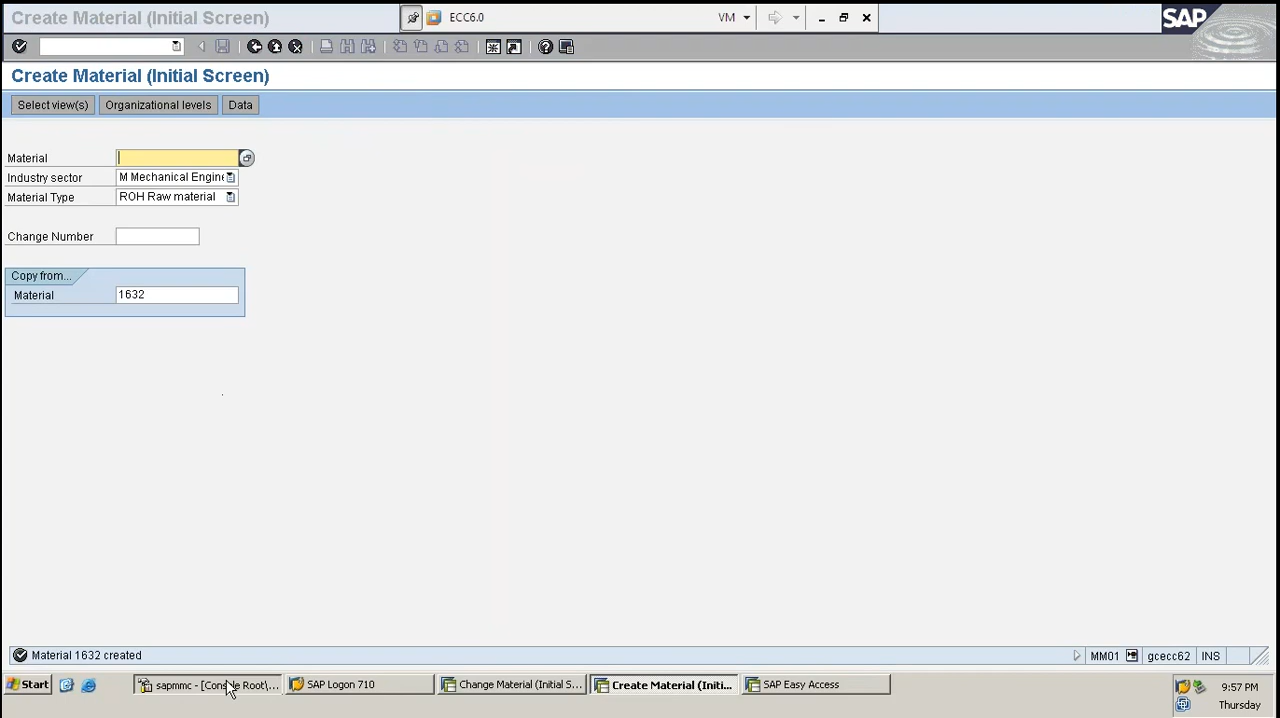 Create Material (Initial Screen)
ECC6.0
VM
SAP
Create Material (Initial Screen)
Select view(s)
Organizational levels
Data
Material
Industry sector
M Mechanical Engine
Material Type
ROH Raw material
Change Number
Copy from...
Material
1632
Material 1632 created
MM01
gcecc62
INS
Start
sapmmc - [Console Root\...
SAP Logon 710
Change Material (Initial S...
Create Material (Initi...
SAP Easy Access
9:57 PM
Thursday